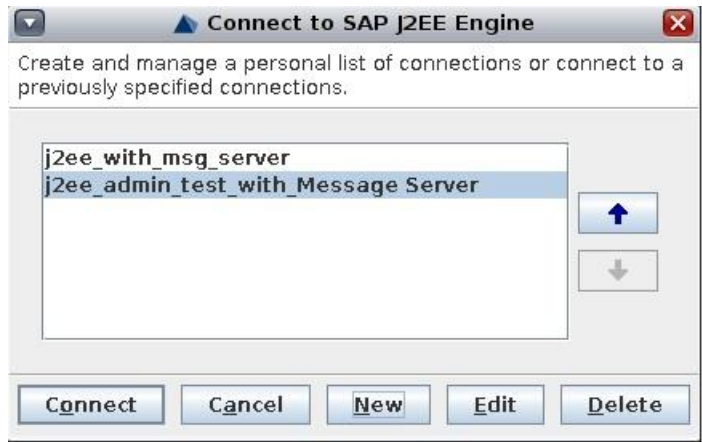 Connect to SAP J2EE Engine
Create and manage a personal list of connections or connect to a
previously specified connections.
j2ee_with_msg_server
j2ee_admin_test_with_Message Server
Connect
Cancel
New
Edit
Delete